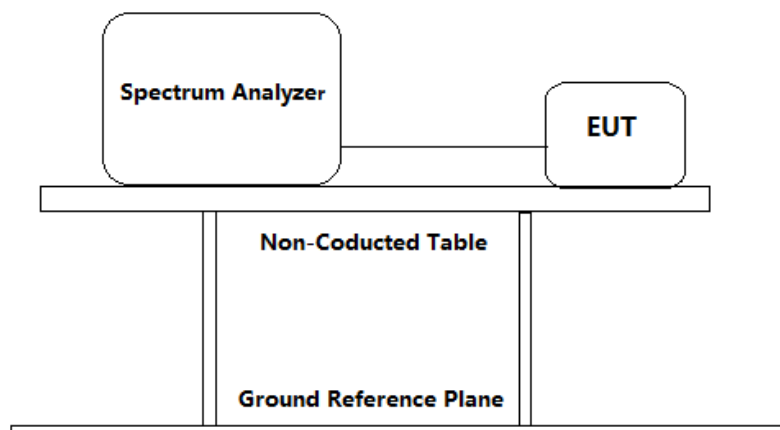 Spectrum Analyzer
EUT
Non-Coducted Table
Ground Reference Plane